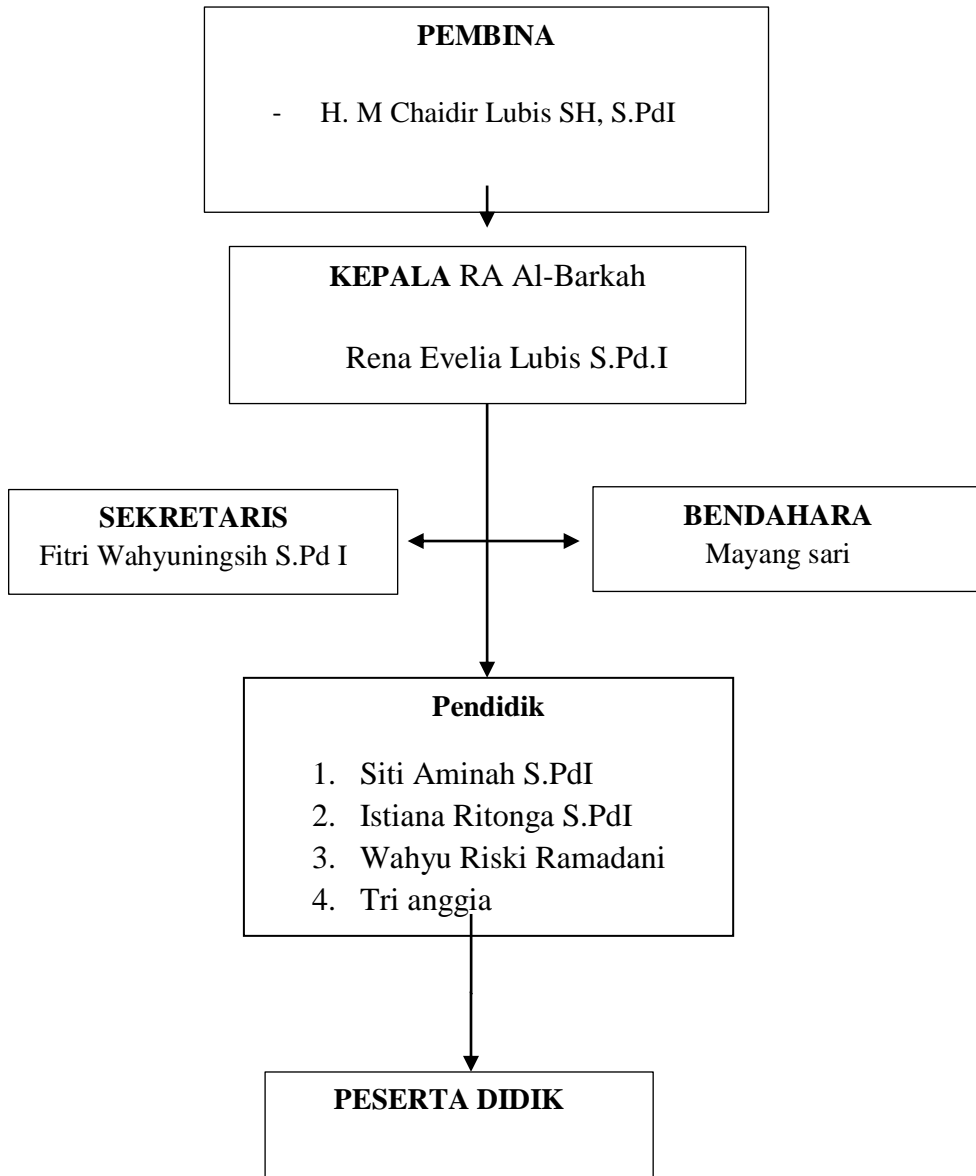 PEMBINA
- H. M Chaidir Lubis SH, S.PdI
KEPALA RA Al-Barkah
Rena Evelia Lubis S.Pd.I
SEKRETARIS
Fitri Wahyuningsih S.Pd I
BENDAHARA
Mayang sari
Pendidik
1. Siti Aminah S.PdI
2. Istiana Ritonga S.PdI
3. Wahyu Riski Ramadani
4. Tri anggia
PESERTA DIDIK